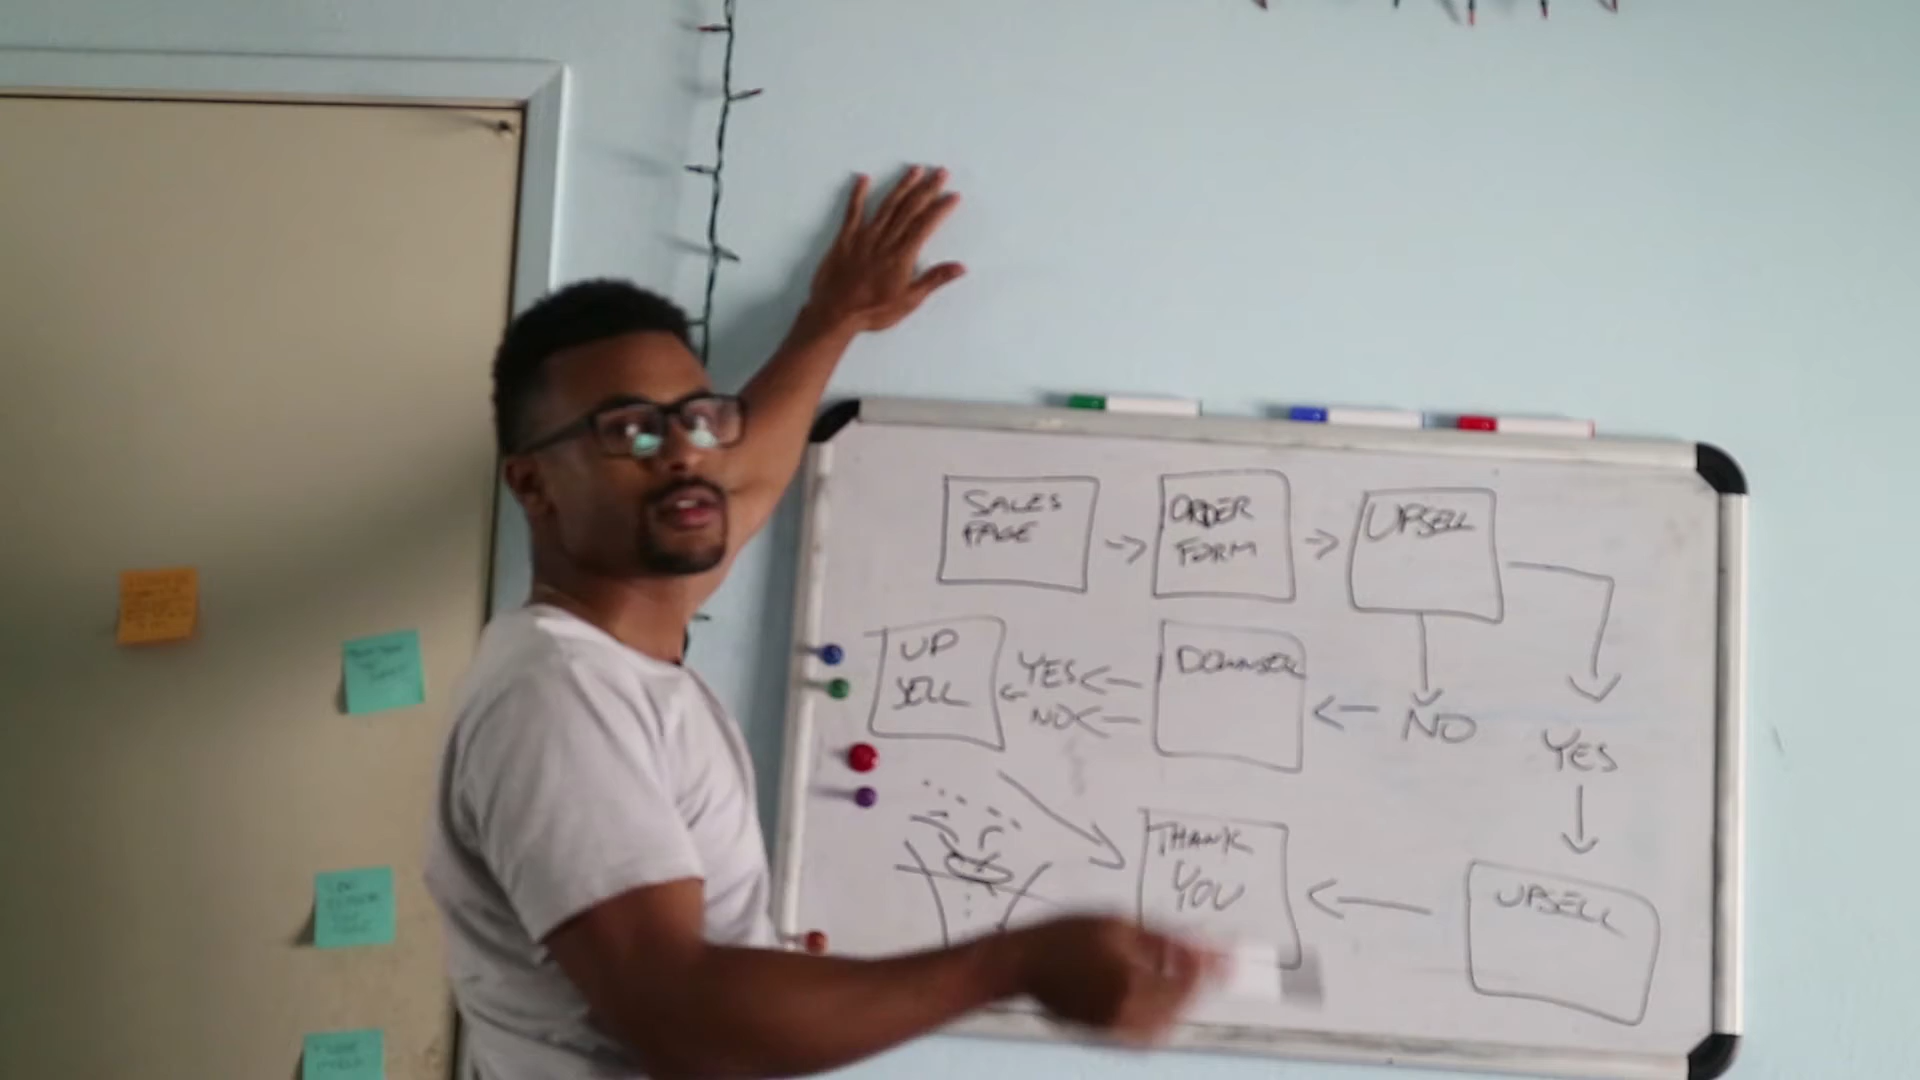 SALES
PAGE
ORDER
FORM
UPSELL
UP
SELL
YES
NO
DOWNSELL
NO
YES
THANK
YOU
UPSELL